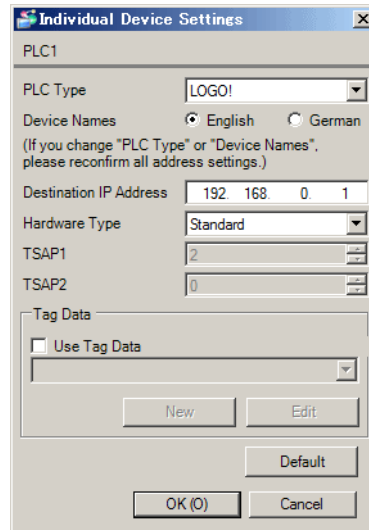 Individual Device Settings
PLC1
PLC Type LOGO!
Device Names English German
(If you change "PLC Type" or "Device Names",
please reconfirm all address settings.)
Destination IP Address 192. 168. 0. 1
Hardware Type Standard
TSAP1 2
TSAP2 0
Tag Data
Use Tag Data
New Edit
Default
OK (O) Cancel